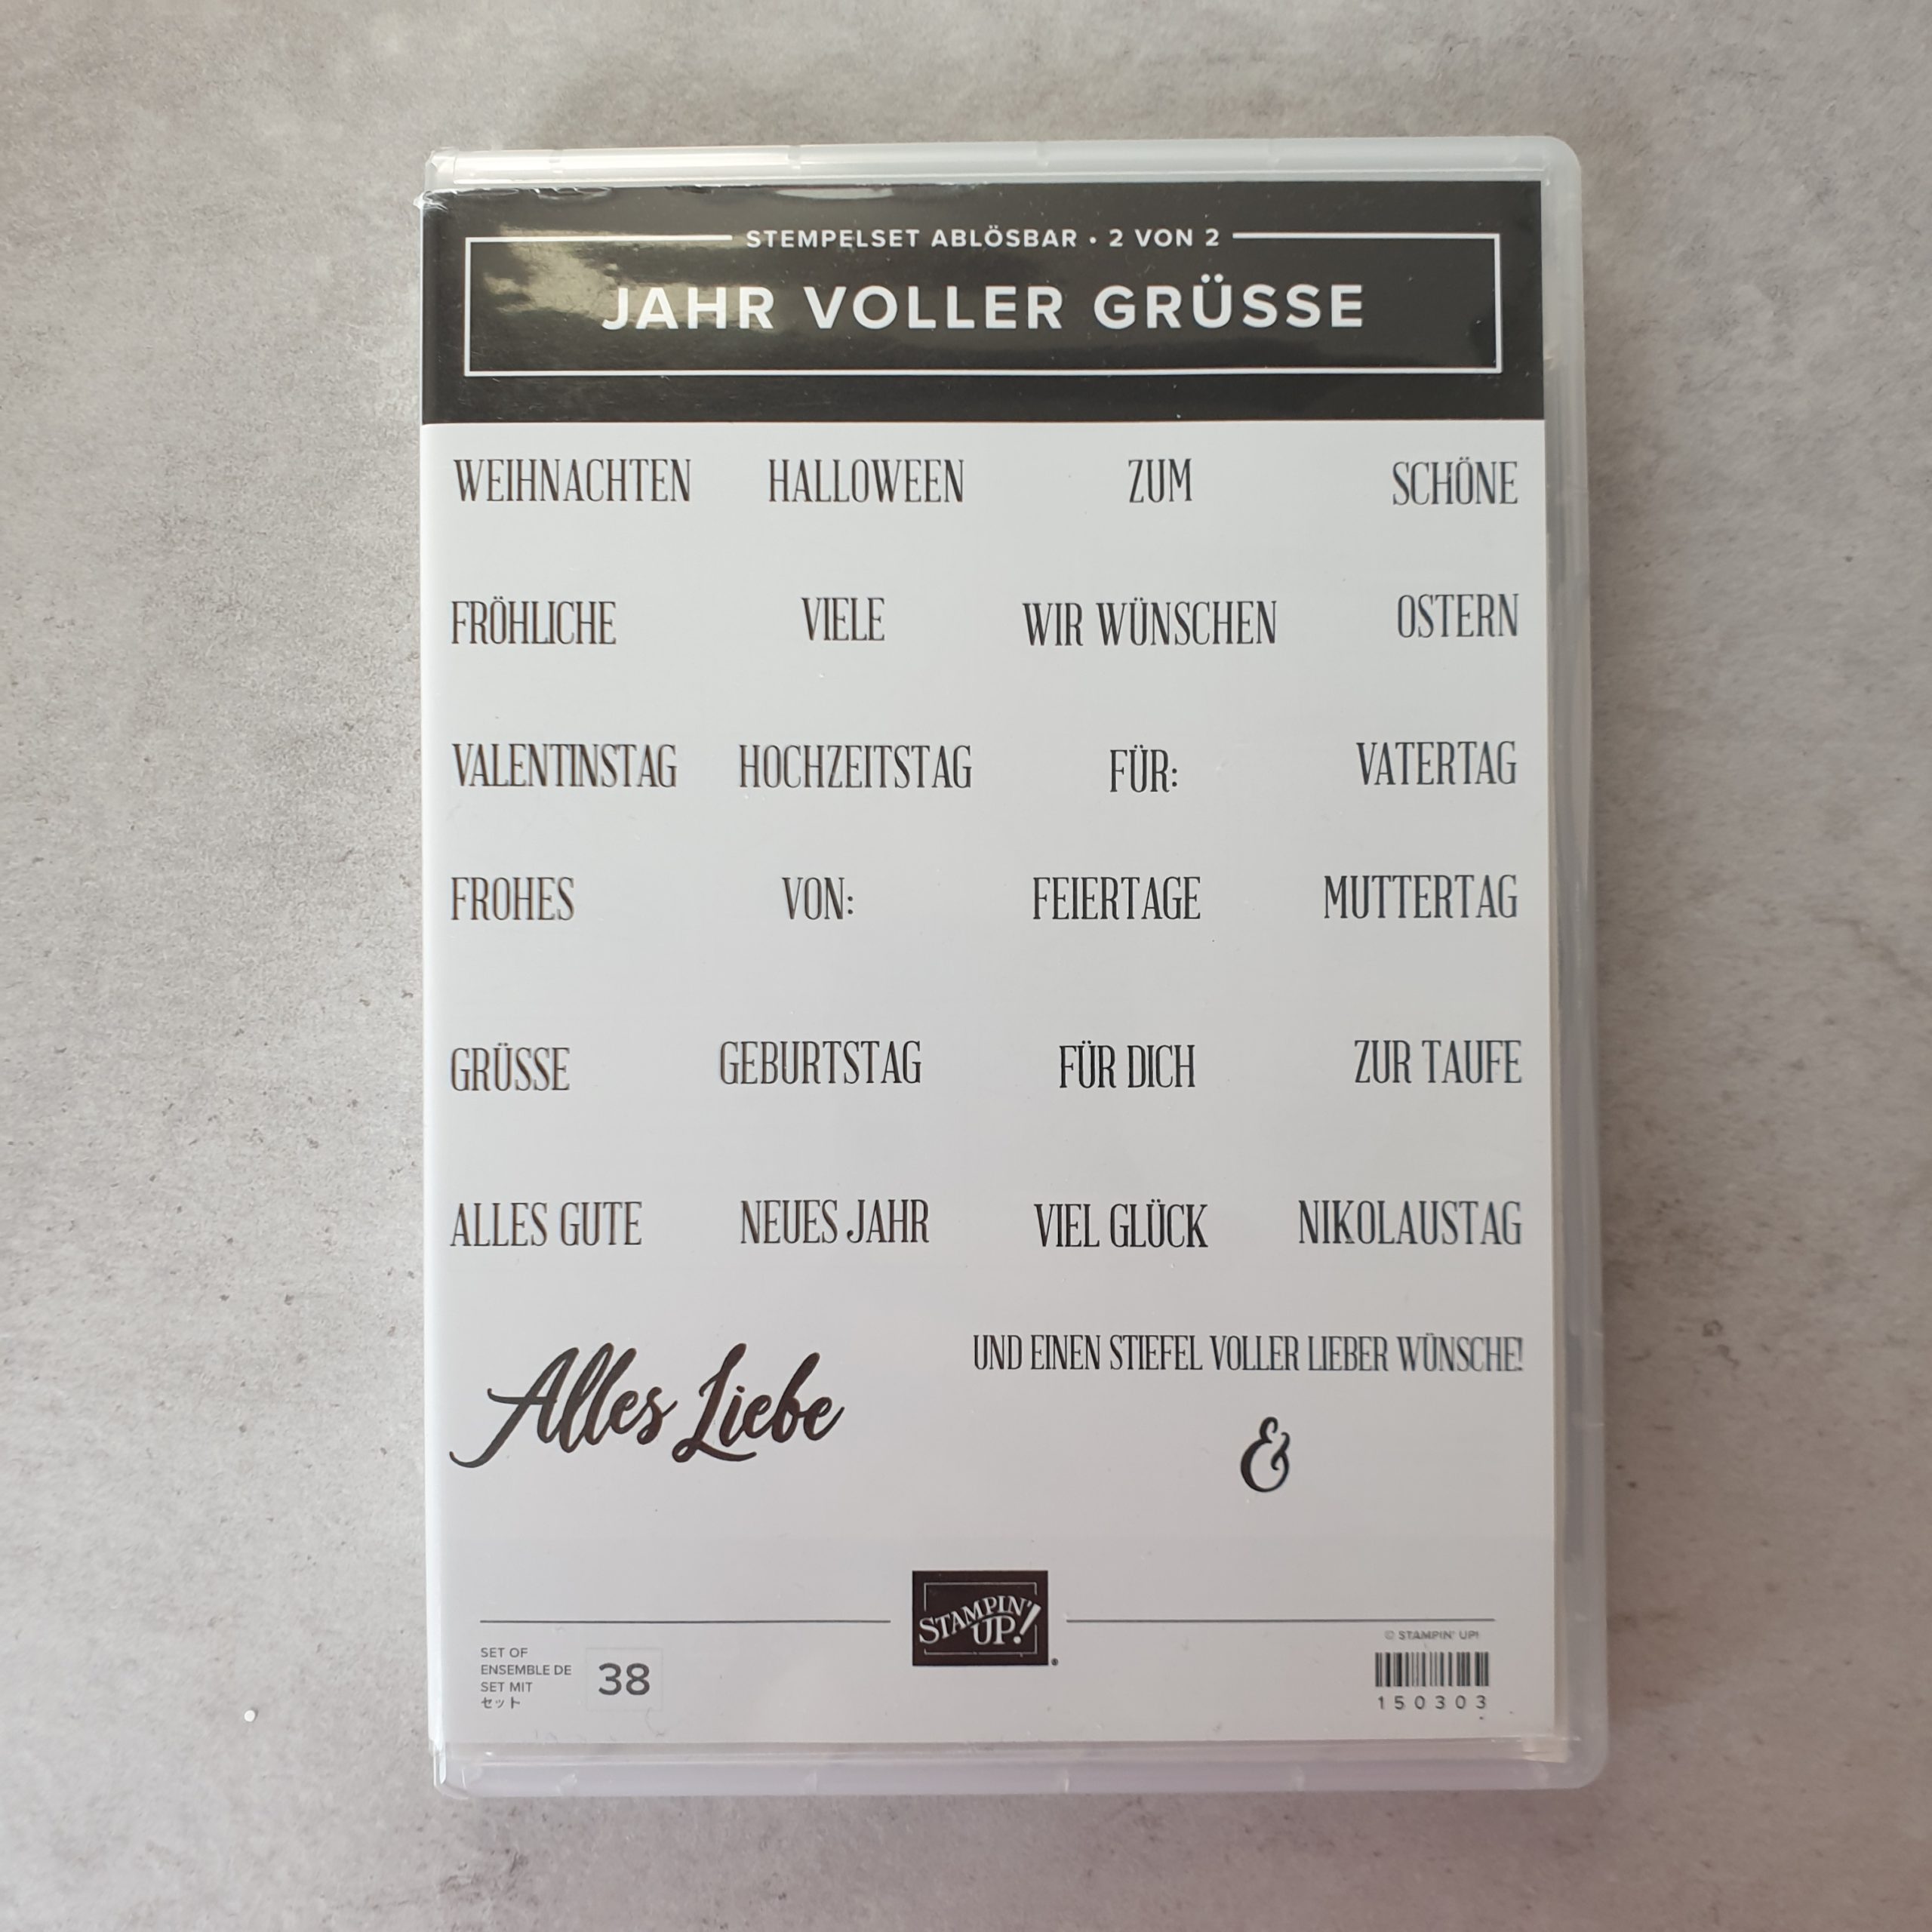 STEMPELSET ABLÖSBAR • 2 VON 2
JAHR VOLLER GRÜSSE
WEIHNACHTEN HALLOWEEN ZUM SCHÖNE
FRÖHLICHE VIELE WIR WÜNSCHEN OSTERN
VALENTINSTAG HOCHZEITSTAG FÜR: VATERTAG
FROHES VON: FEIERTAGE MUTTERTAG
GRÜSSE GEBURTSTAG FÜR DICH ZUR TAUFE
ALLES GUTE NEUES JAHR VIEL GLÜCK NIKOLAUSTAG
UND EINEN STIEFEL VOLLER LIEBER WÜNSCHE!
Alles Liebe
&
STAMPIN' UP!®
SET OF
ENSEMBLE DE
SET MIT
セット
38
© STAMPIN' UP!
150303